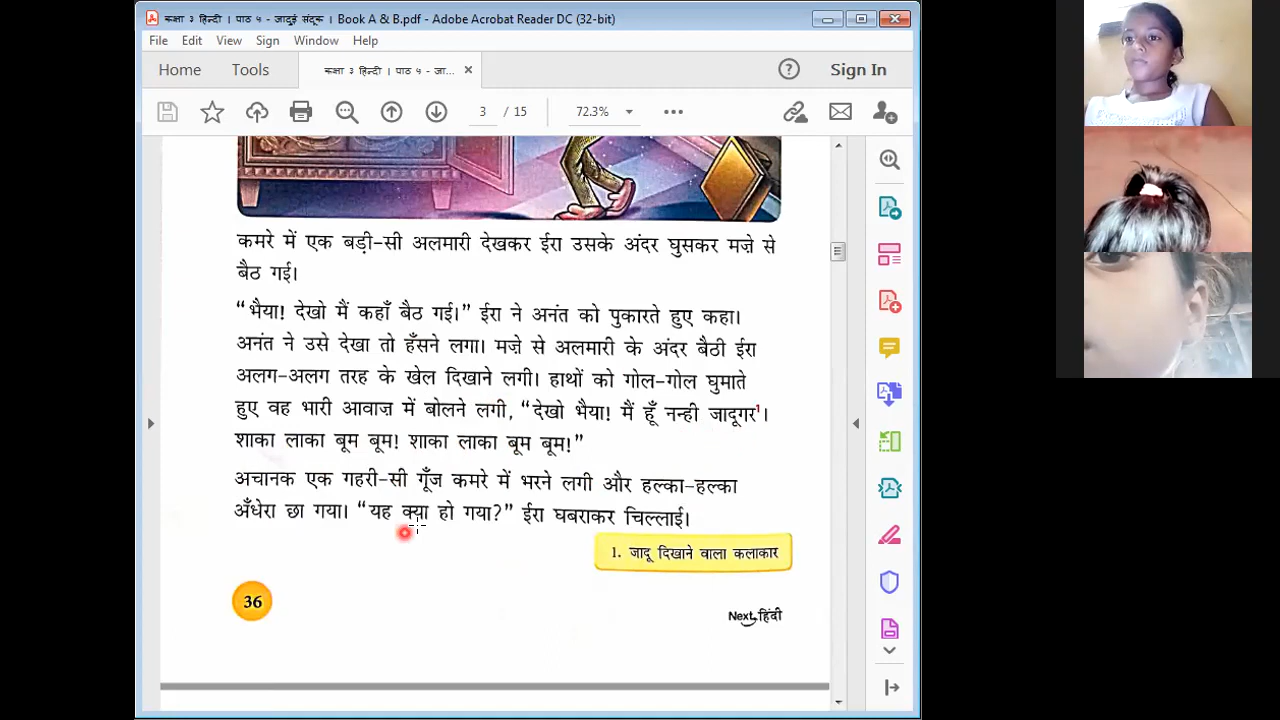 कक्षा ३ हिन्दी । पाठ ५ - जादुई संदूक । Book A & B.pdf - Adobe Acrobat Reader DC (32-bit)
File Edit View Sign Window Help
Home Tools कक्षा ३ हिन्दी । पाठ ५ - जा... Sign In
3 / 15 72.3%
कमरे में एक बड़ी-सी अलमारी देखकर ईरा उसके अंदर घुसकर मज़े से
बैठ गई।
“भैया! देखो मैं कहाँ बैठ गई।” ईरा ने अनंत को पुकारते हुए कहा।
अनंत ने उसे देखा तो हँसने लगा। मज़े से अलमारी के अंदर बैठी ईरा
अलग-अलग तरह के खेल दिखाने लगी। हाथों को गोल-गोल घुमाते
हुए वह भारी आवाज़ में बोलने लगी, “देखो भैया! मैं हूँ नन्ही जादूगर¹।
शाका लाका बूम बूम! शाका लाका बूम बूम!”
अचानक एक गहरी-सी गूँज कमरे में भरने लगी और हल्का-हल्का
अँधेरा छा गया। “यह क्या हो गया?” ईरा घबराकर चिल्लाई।
1. जादू दिखाने वाला कलाकार
36
Next हिंदी